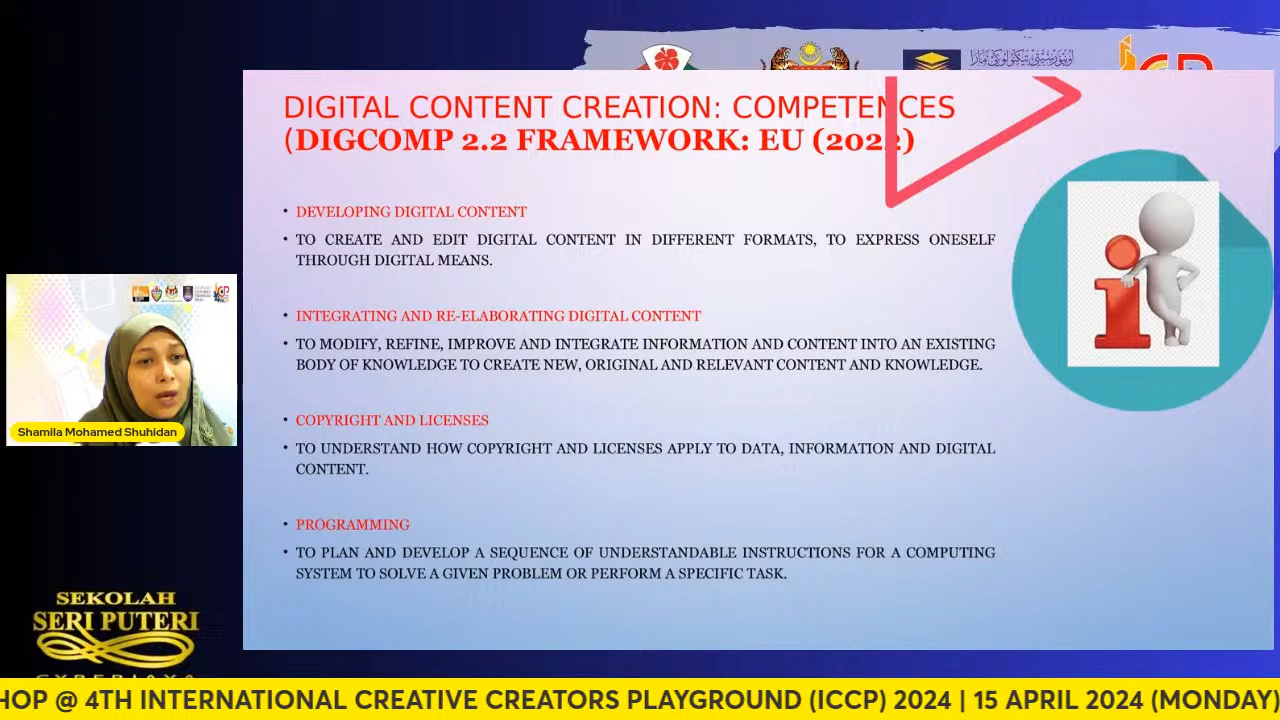 اونيۏرسيتي تيكنولوڬي مارا
DIGITAL CONTENT CREATION: COMPETENCES
(DIGCOMP 2.2 FRAMEWORK: EU (2022)
• DEVELOPING DIGITAL CONTENT
• TO CREATE AND EDIT DIGITAL CONTENT IN DIFFERENT FORMATS, TO EXPRESS ONESELF
THROUGH DIGITAL MEANS.
• INTEGRATING AND RE-ELABORATING DIGITAL CONTENT
• TO MODIFY, REFINE, IMPROVE AND INTEGRATE INFORMATION AND CONTENT INTO AN EXISTING
BODY OF KNOWLEDGE TO CREATE NEW, ORIGINAL AND RELEVANT CONTENT AND KNOWLEDGE.
• COPYRIGHT AND LICENSES
• TO UNDERSTAND HOW COPYRIGHT AND LICENSES APPLY TO DATA, INFORMATION AND DIGITAL
CONTENT.
• PROGRAMMING
• TO PLAN AND DEVELOP A SEQUENCE OF UNDERSTANDABLE INSTRUCTIONS FOR A COMPUTING
SYSTEM TO SOLVE A GIVEN PROBLEM OR PERFORM A SPECIFIC TASK.
i
Shamila Mohamed Shuhidan
SEKOLAH
SERI PUTERI
CYBERJAYA
HOP @ 4TH INTERNATIONAL CREATIVE CREATORS PLAYGROUND (ICCP) 2024 | 15 APRIL 2024 (MONDAY)